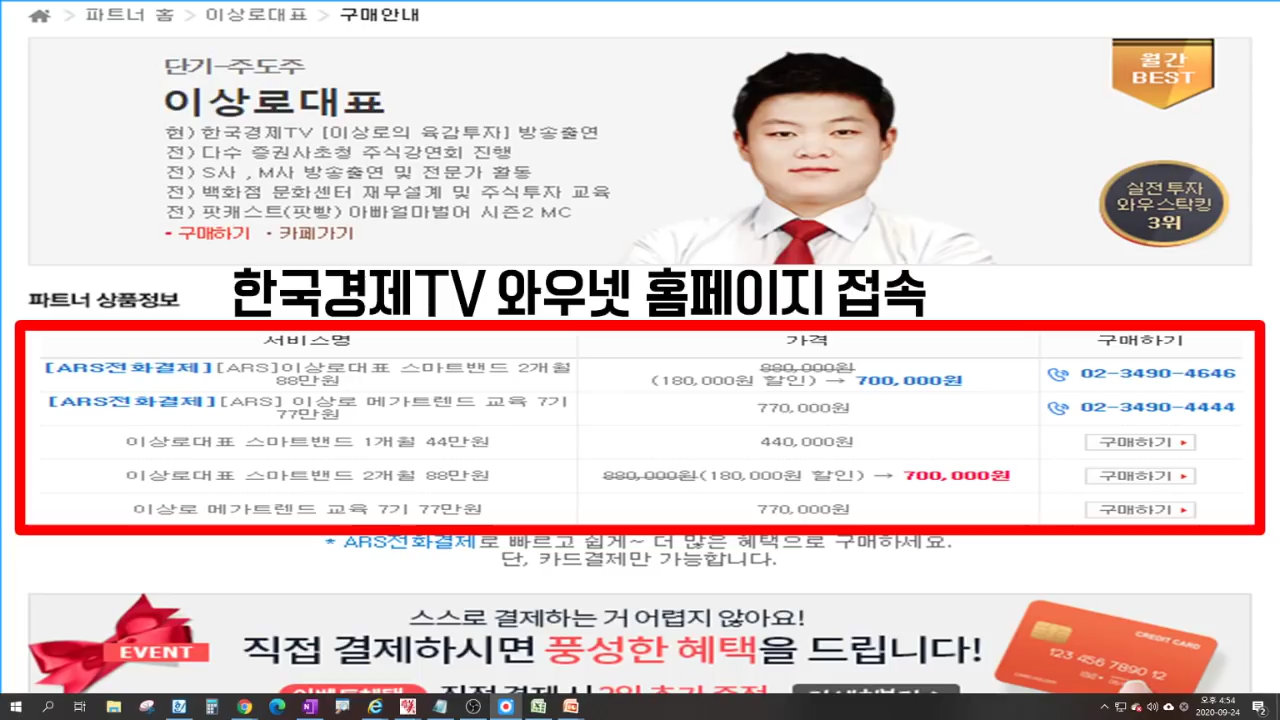 파트너 홈 > 이상로대표 > 구매안내
단기-주도주
이상로대표
현) 한국경제TV [이상로의 육감투자] 방송출연
전) 다수 증권사초청 주식강연회 진행
전) S사 , M사 방송출연 및 전문가 활동
전) 백화점 문화센터 재무설계 및 주식투자 교육
전) 팟캐스트(팟빵) 아빠얼마벌어 시즌2 MC
· 구매하기 · 카페가기
월간
BEST
실전 투자
와우 스탁킹
3위
파트너 상품정보
한국경제TV 와우넷 홈페이지 접속
서비스명 가격 구매하기
[ARS전화결제][ARS]이상로대표 스마트밴드 2개월
88만원
880,000원
(180,000원 할인) → 700,000원
02-3490-4646
[ARS전화결제][ARS] 이상로 메가트렌드 교육 7기
77만원
770,000원
02-3490-4444
이상로대표 스마트밴드 1개월 44만원 440,000원 구매하기
이상로대표 스마트밴드 2개월 88만원 880,000원(180,000원 할인) → 700,000원 구매하기
이상로 메가트렌드 교육 7기 77만원 770,000원 구매하기
* ARS전화결제로 빠르고 쉽게~ 더 많은 혜택으로 구매하세요.
단, 카드결제만 가능합니다.
EVENT
스스로 결제하는 거 어렵지 않아요!
직접 결제하시면 풍성한 혜택을 드립니다!
CREDIT CARD
123 456 7890 12
오후 4:54
2020-09-24